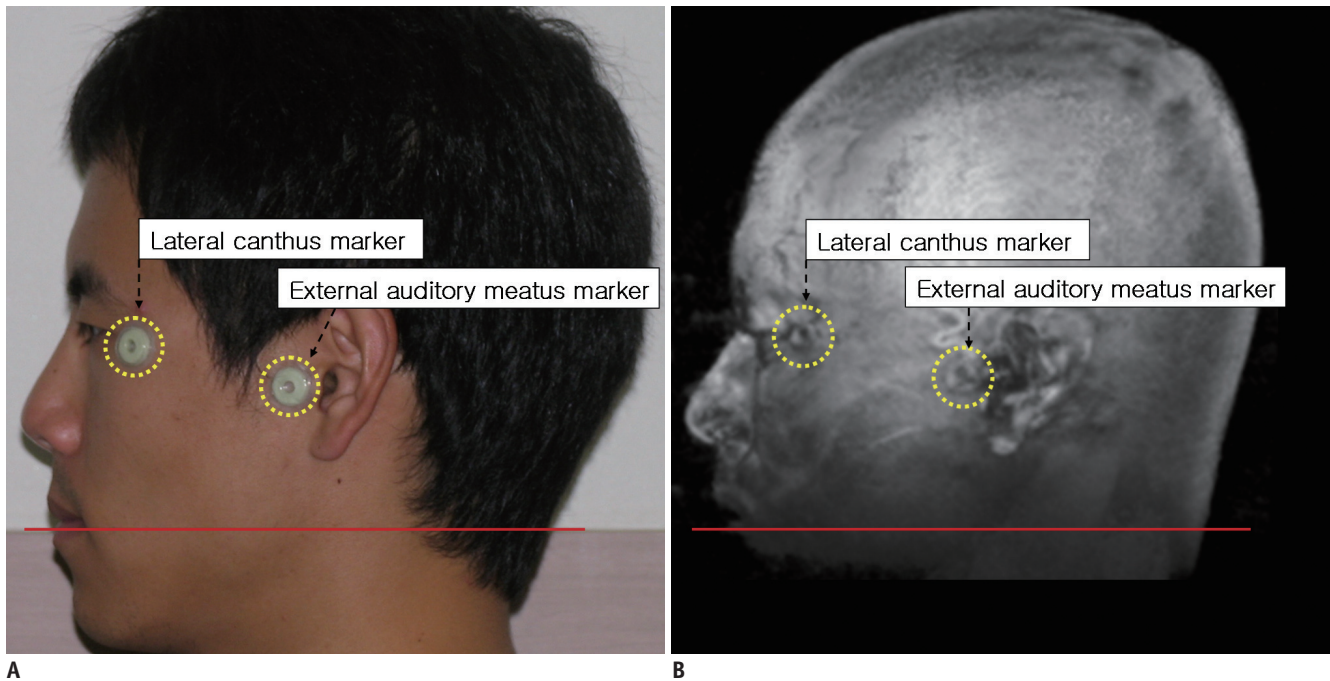 Lateral canthus marker
External auditory meatus marker
Lateral canthus marker
External auditory meatus marker
A
B